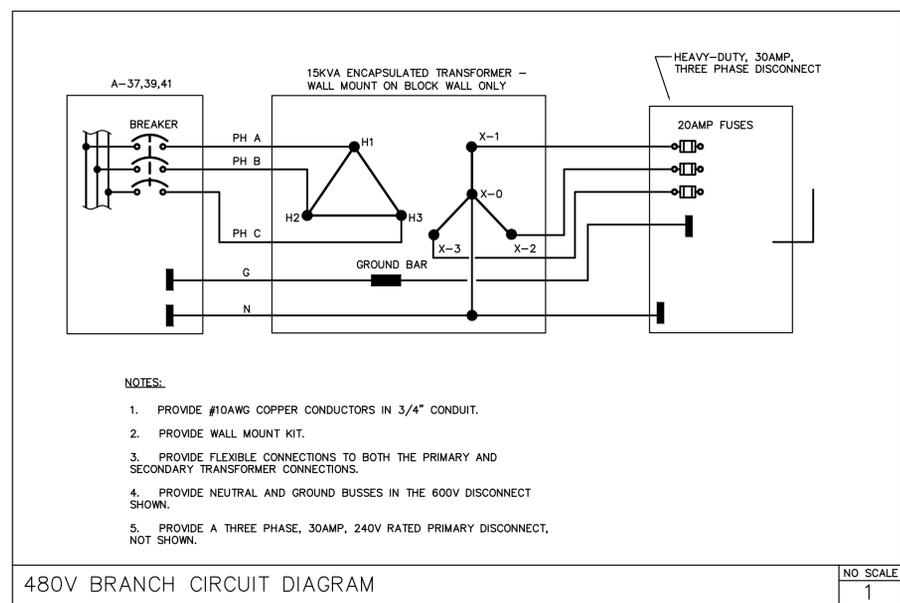 HEAVY-DUTY, 30AMP,
THREE PHASE DISCONNECT
15KVA ENCAPSULATED TRANSFORMER -
WALL MOUNT ON BLOCK WALL ONLY
A-37,39,41
BREAKER
20AMP FUSES
PH A
H1
X-1
PH B
X-0
H2
H3
PH C
X-3
X-2
GROUND BAR
G
N
NOTES:
1. PROVIDE #10AWG COPPER CONDUCTORS IN 3/4" CONDUIT.
2. PROVIDE WALL MOUNT KIT.
3. PROVIDE FLEXIBLE CONNECTIONS TO BOTH THE PRIMARY AND
SECONDARY TRANSFORMER CONNECTIONS.
4. PROVIDE NEUTRAL AND GROUND BUSSES IN THE 600V DISCONNECT
SHOWN.
5. PROVIDE A THREE PHASE, 30AMP, 240V RATED PRIMARY DISCONNECT,
NOT SHOWN.
480V BRANCH CIRCUIT DIAGRAM
NO SCALE
1